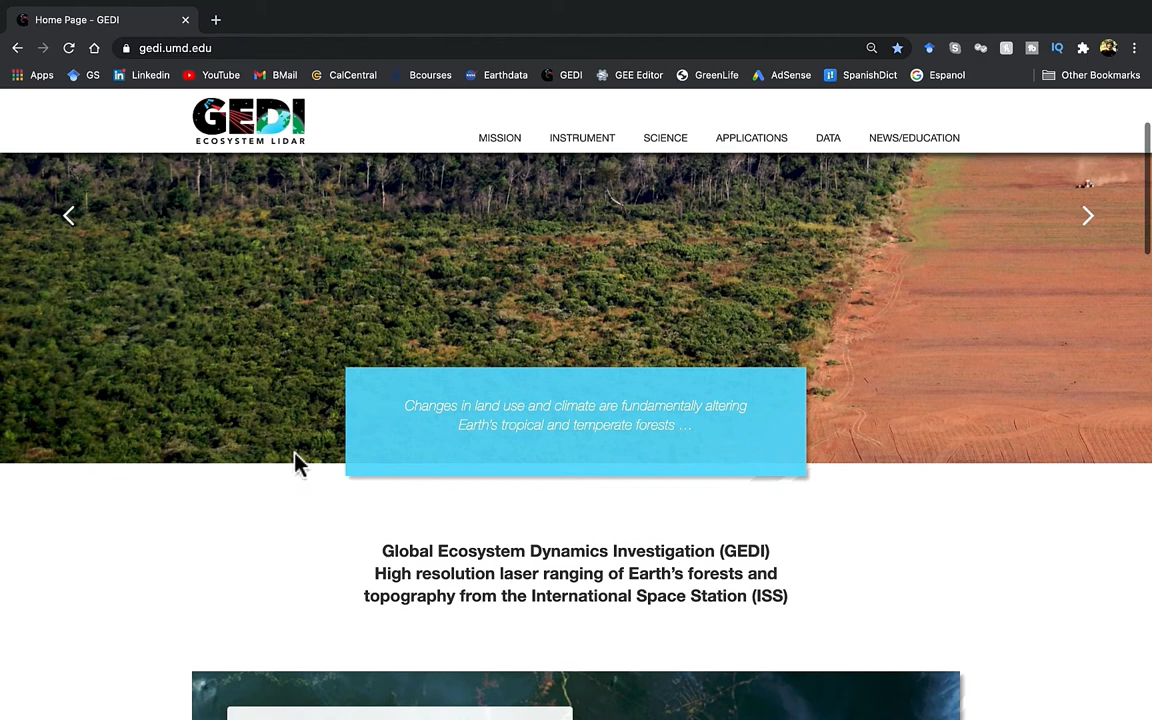 Home Page - GEDI
gedi.umd.edu
Apps GS Linkedin YouTube BMail CalCentral Bcourses Earthdata GEDI GEE Editor GreenLife AdSense SpanishDict Espanol Other Bookmarks
GEDI
ECOSYSTEM LIDAR
MISSION INSTRUMENT SCIENCE APPLICATIONS DATA NEWS/EDUCATION
Changes in land use and climate are fundamentally altering
Earth's tropical and temperate forests ...
Global Ecosystem Dynamics Investigation (GEDI)
High resolution laser ranging of Earth's forests and
topography from the International Space Station (ISS)